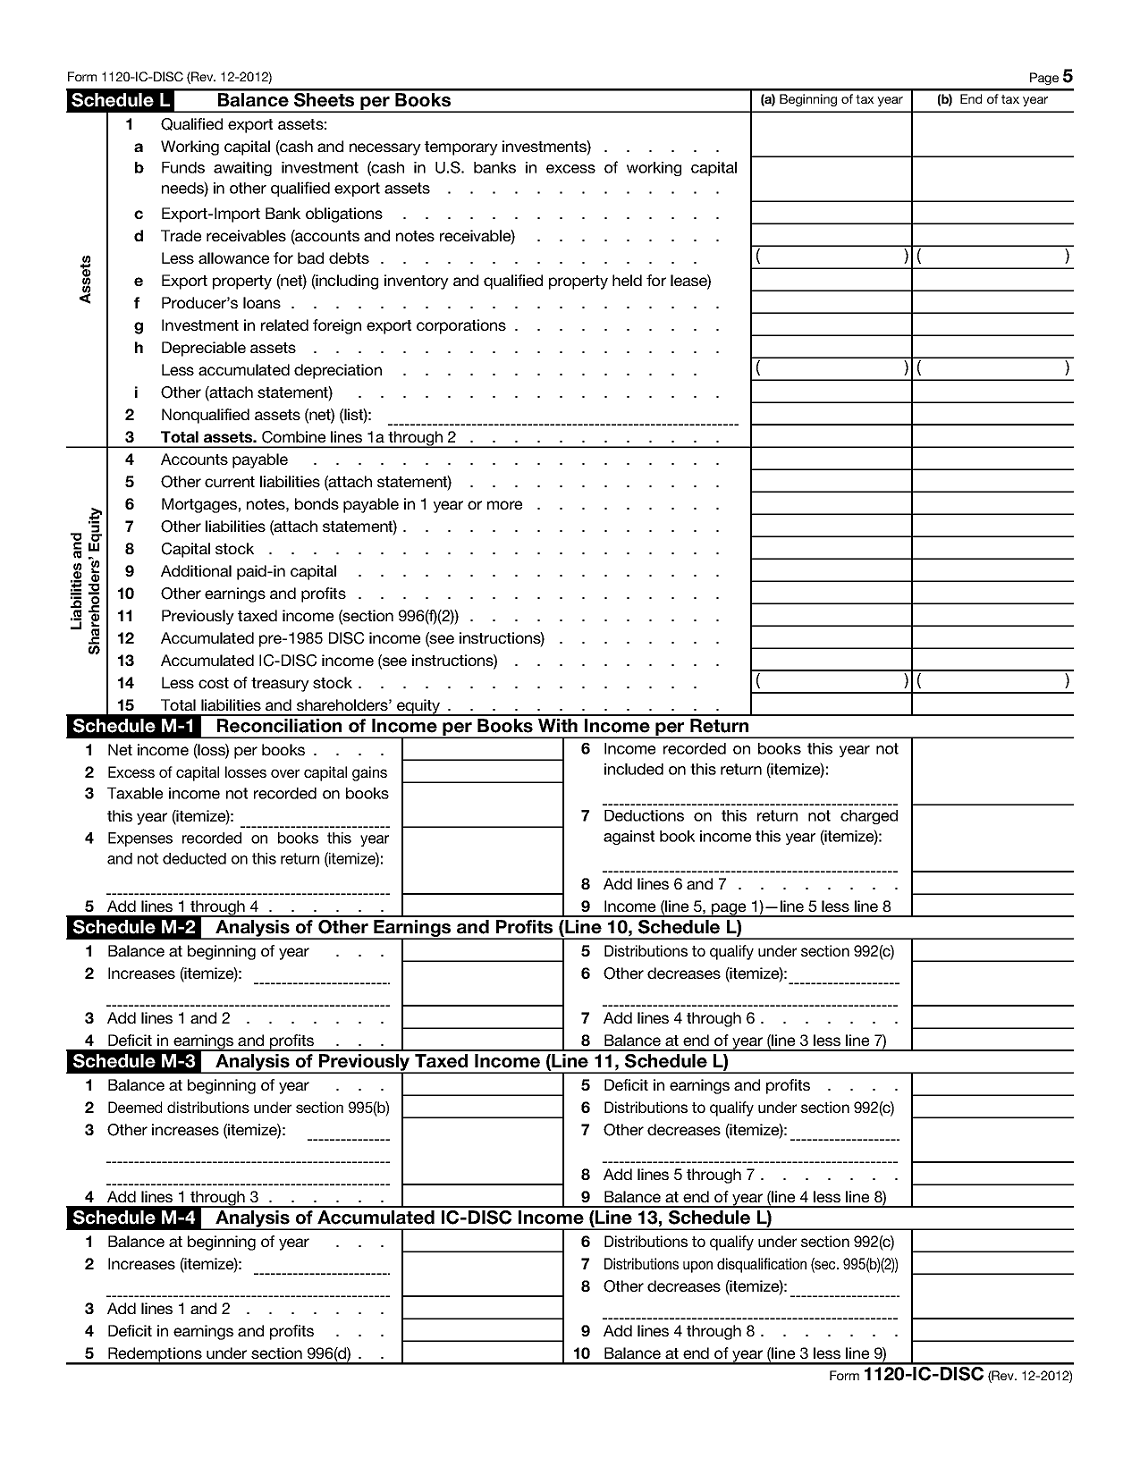 Form 1120-IC-DISC (Rev. 12-2012) Page 5
Schedule L Balance Sheets per Books (a) Beginning of tax year (b) End of tax year
Assets
1 Qualified export assets:
a Working capital (cash and necessary temporary investments) . . . . . .
b Funds awaiting investment (cash in U.S. banks in excess of working capital
needs) in other qualified export assets . . . . . . . . . . . . .
c Export-Import Bank obligations . . . . . . . . . . . . . . .
d Trade receivables (accounts and notes receivable) . . . . . . . . .
Less allowance for bad debts . . . . . . . . . . . . . . . ( ) ( )
e Export property (net) (including inventory and qualified property held for lease)
f Producer's loans . . . . . . . . . . . . . . . . . . . .
g Investment in related foreign export corporations . . . . . . . . . .
h Depreciable assets . . . . . . . . . . . . . . . . . . .
Less accumulated depreciation . . . . . . . . . . . . . . ( ) ( )
i Other (attach statement) . . . . . . . . . . . . . . . . .
2 Nonqualified assets (net) (list):
3 Total assets. Combine lines 1a through 2 . . . . . . . . . . . .
Liabilities and
Shareholders' Equity
4 Accounts payable . . . . . . . . . . . . . . . . . . .
5 Other current liabilities (attach statement) . . . . . . . . . . . .
6 Mortgages, notes, bonds payable in 1 year or more . . . . . . . . .
7 Other liabilities (attach statement) . . . . . . . . . . . . . . .
8 Capital stock . . . . . . . . . . . . . . . . . . . . .
9 Additional paid-in capital . . . . . . . . . . . . . . . . .
10 Other earnings and profits . . . . . . . . . . . . . . . . .
11 Previously taxed income (section 996(f)(2)) . . . . . . . . . . . .
12 Accumulated pre-1985 DISC income (see instructions) . . . . . . . .
13 Accumulated IC-DISC income (see instructions) . . . . . . . . . .
14 Less cost of treasury stock . . . . . . . . . . . . . . . . ( ) ( )
15 Total liabilities and shareholders' equity . . . . . . . . . . . . .
Schedule M-1 Reconciliation of Income per Books With Income per Return
1 Net income (loss) per books . . . .
2 Excess of capital losses over capital gains
3 Taxable income not recorded on books
this year (itemize):
4 Expenses recorded on books this year
and not deducted on this return (itemize):
5 Add lines 1 through 4 . . . . . .
6 Income recorded on books this year not
included on this return (itemize):
7 Deductions on this return not charged
against book income this year (itemize):
8 Add lines 6 and 7 . . . . . . . .
9 Income (line 5, page 1)—line 5 less line 8
Schedule M-2 Analysis of Other Earnings and Profits (Line 10, Schedule L)
1 Balance at beginning of year . . .
2 Increases (itemize):
3 Add lines 1 and 2 . . . . . . .
4 Deficit in earnings and profits . . .
5 Distributions to qualify under section 992(c)
6 Other decreases (itemize):
7 Add lines 4 through 6 . . . . . . .
8 Balance at end of year (line 3 less line 7)
Schedule M-3 Analysis of Previously Taxed Income (Line 11, Schedule L)
1 Balance at beginning of year . . .
2 Deemed distributions under section 995(b)
3 Other increases (itemize):
4 Add lines 1 through 3 . . . . . .
5 Deficit in earnings and profits . . . .
6 Distributions to qualify under section 992(c)
7 Other decreases (itemize):
8 Add lines 5 through 7 . . . . . . .
9 Balance at end of year (line 4 less line 8)
Schedule M-4 Analysis of Accumulated IC-DISC Income (Line 13, Schedule L)
1 Balance at beginning of year . . .
2 Increases (itemize):
3 Add lines 1 and 2 . . . . . . .
4 Deficit in earnings and profits . . .
5 Redemptions under section 996(d) . .
6 Distributions to qualify under section 992(c)
7 Distributions upon disqualification (sec. 995(b)(2))
8 Other decreases (itemize):
9 Add lines 4 through 8 . . . . . . .
10 Balance at end of year (line 3 less line 9)
Form 1120-IC-DISC (Rev. 12-2012)